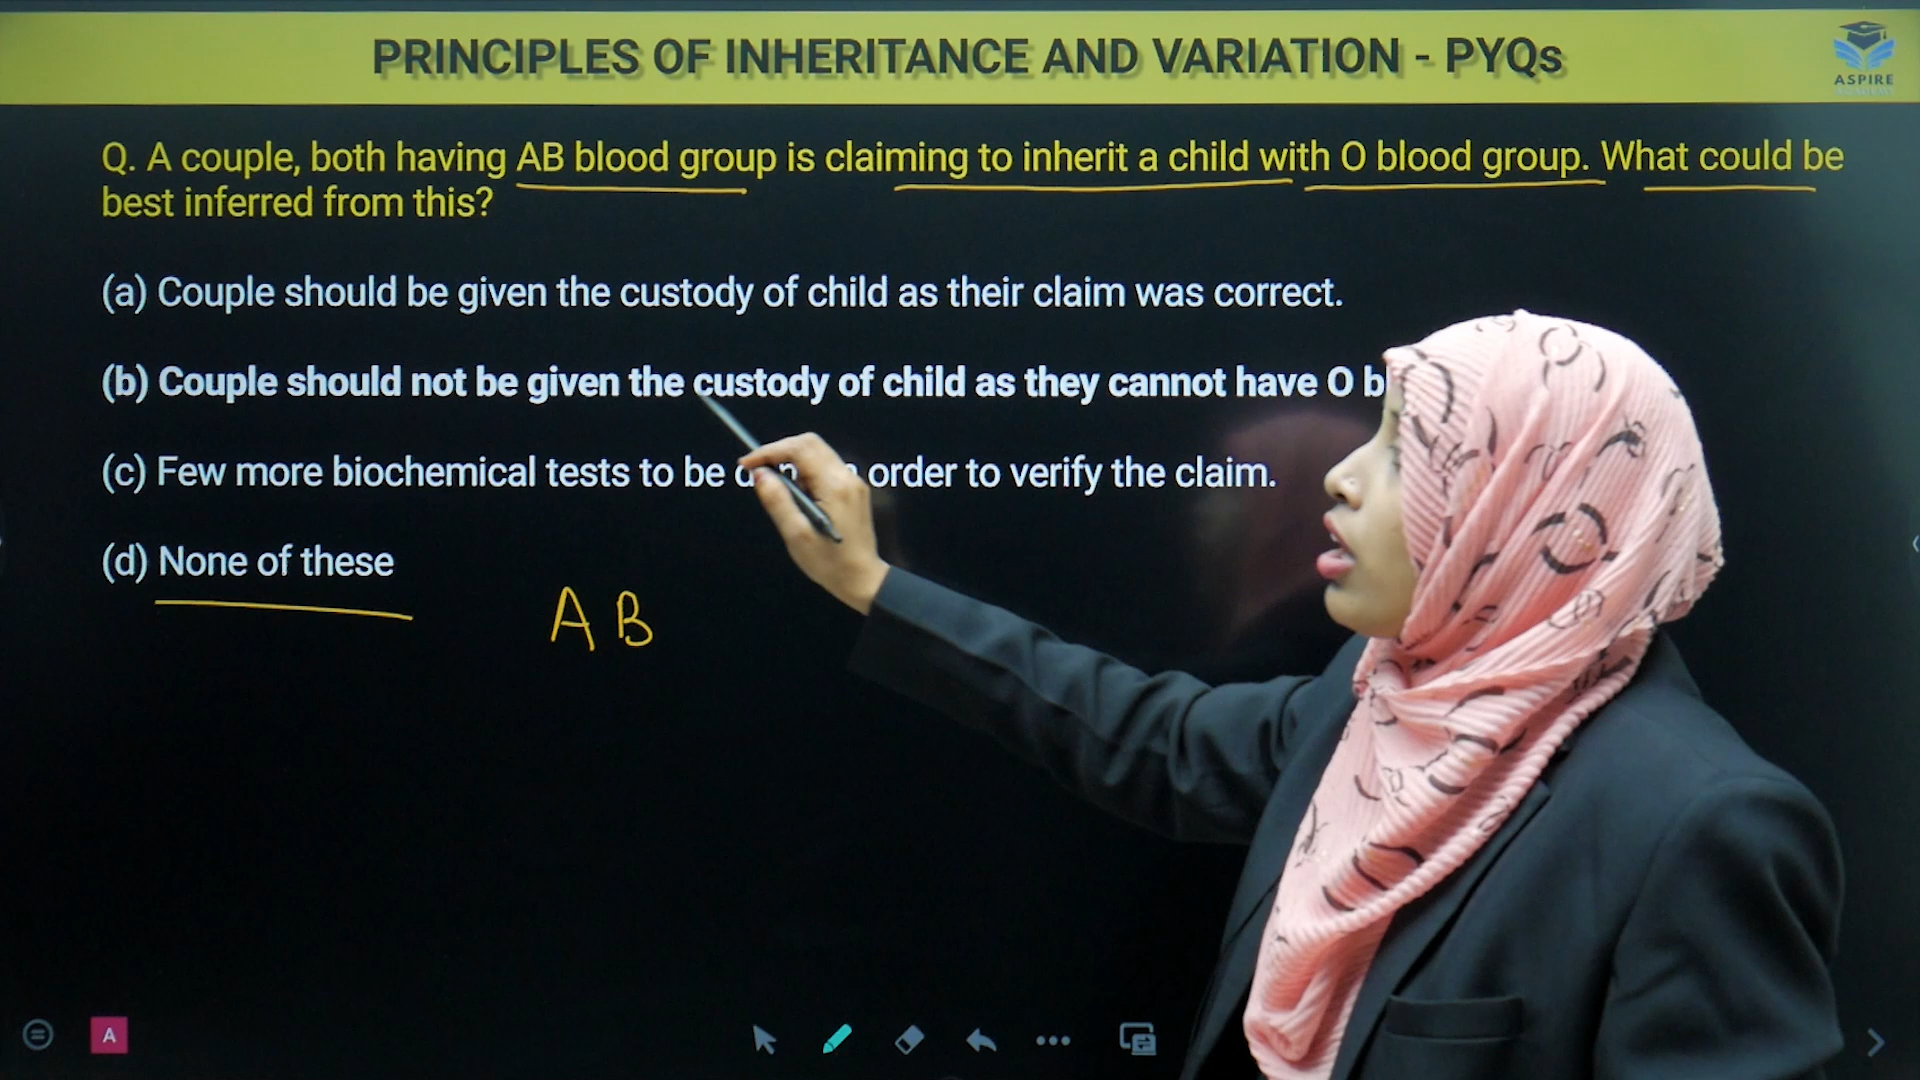 PRINCIPLES OF INHERITANCE AND VARIATION - PYQs
ASPIRE
Q. A couple, both having AB blood group is claiming to inherit a child with O blood group. What could be
best inferred from this?
(a) Couple should be given the custody of child as their claim was correct.
(b) Couple should not be given the custody of child as they cannot have O b
(c) Few more biochemical tests to be order to verify the claim.
(d) None of these
A B
A